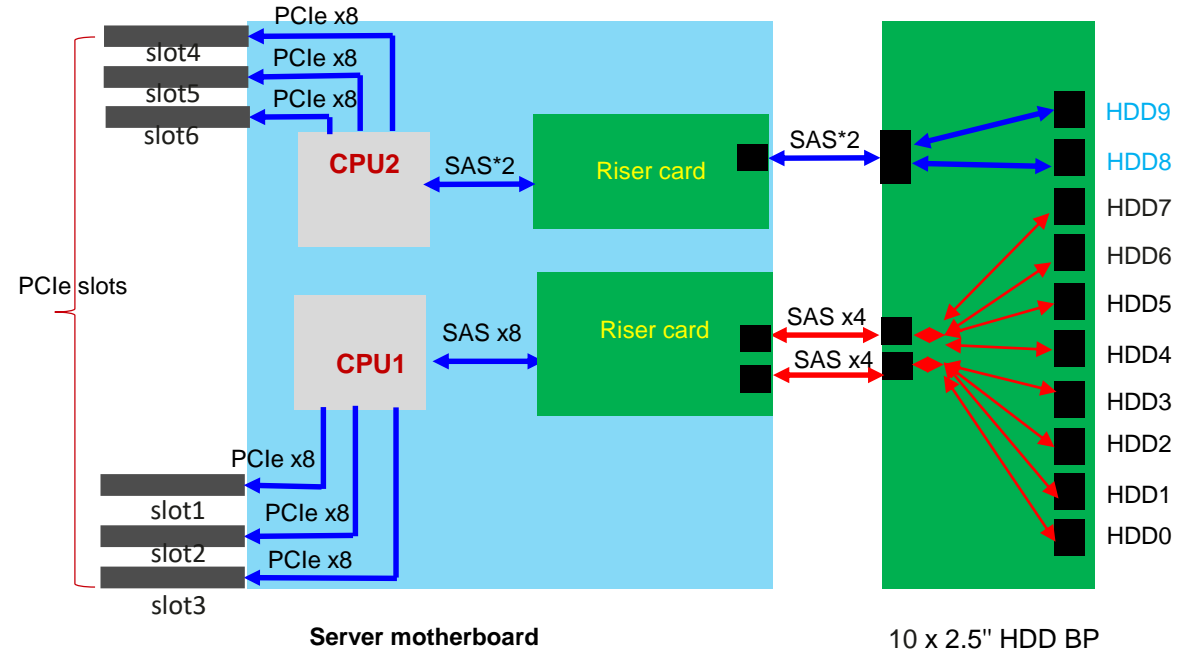 PCIe x8
slot4
PCIe x8
slot5
PCIe x8
slot6
CPU2
SAS*2
Riser card
SAS*2
HDD9
HDD8
HDD7
HDD6
HDD5
HDD4
HDD3
HDD2
HDD1
HDD0
PCIe slots
CPU1
SAS x8
Riser card
SAS x4
SAS x4
PCIe x8
slot1
PCIe x8
slot2
PCIe x8
slot3
Server motherboard
10 x 2.5" HDD BP